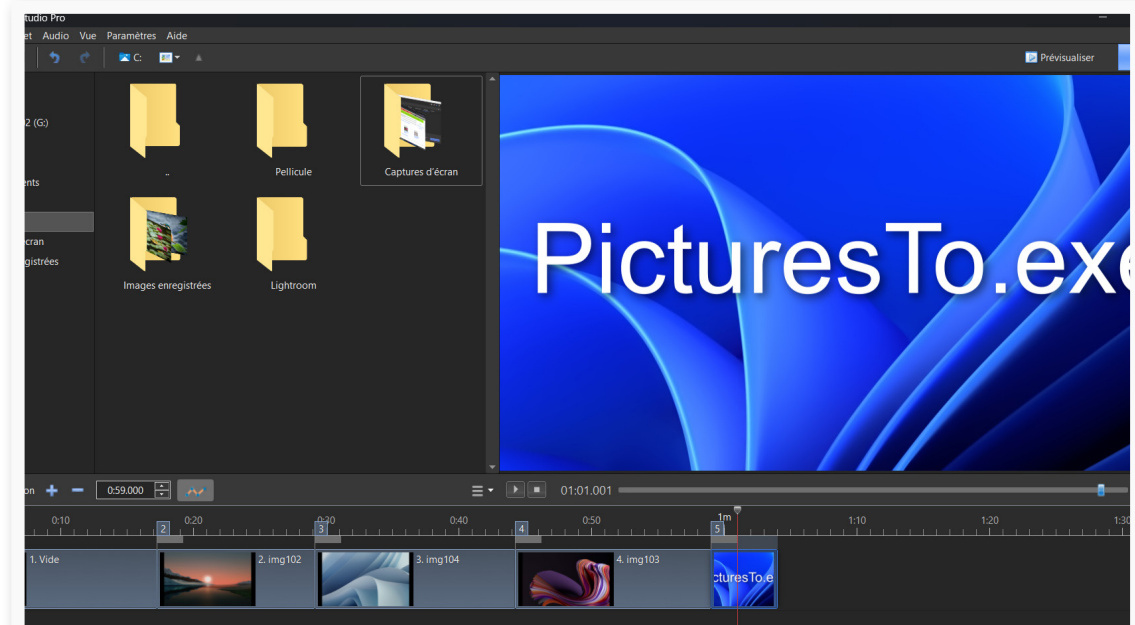 tudio Pro
et Audio Vue Paramètres Aide
C: Prévisualiser
2 (G:)
ents
cran
gistrées
..
Pellicule
Captures d'écran
Images enregistrées
Lightroom
PicturesTo.exe
on 0:59.000 01:01.001
0:10 0:20 0:30 0:40 0:50 1m 1:10 1:20 1:30
2 3 4 5
1. Vide 2. img102 3. img104 4. img103
cturesTo.e